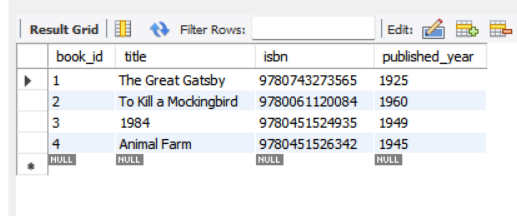 Result Grid Filter Rows: Edit:
book_id title isbn published_year
1 The Great Gatsby 9780743273565 1925
2 To Kill a Mockingbird 9780061120084 1960
3 1984 9780451524935 1949
4 Animal Farm 9780451526342 1945
NULL NULL NULL NULL